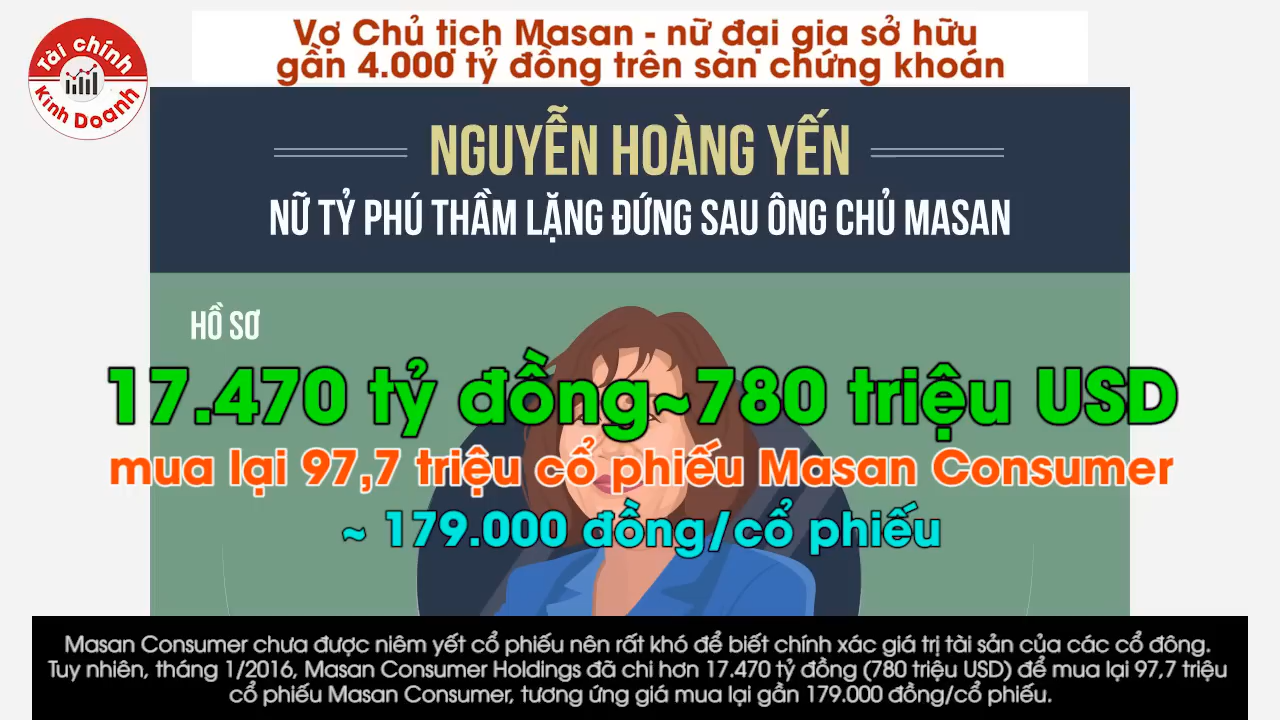 Tài chính
Kinh Doanh
Vợ Chủ tịch Masan - nữ đại gia sở hữu
gần 4.000 tỷ đồng trên sàn chứng khoán
NGUYỄN HOÀNG YẾN
NỮ TỶ PHÚ THẦM LẶNG ĐỨNG SAU ÔNG CHỦ MASAN
HỒ SƠ
17.470 tỷ đồng~780 triệu USD
mua lại 97,7 triệu cổ phiếu Masan Consumer
~ 179.000 đồng/cổ phiếu
Masan Consumer chưa được niêm yết cổ phiếu nên rất khó để biết chính xác giá trị tài sản của các cổ đông.
Tuy nhiên, tháng 1/2016, Masan Consumer Holdings đã chi hơn 17.470 tỷ đồng (780 triệu USD) để mua lại 97,7 triệu
cổ phiếu Masan Consumer, tương ứng giá mua lại gần 179.000 đồng/cổ phiếu.